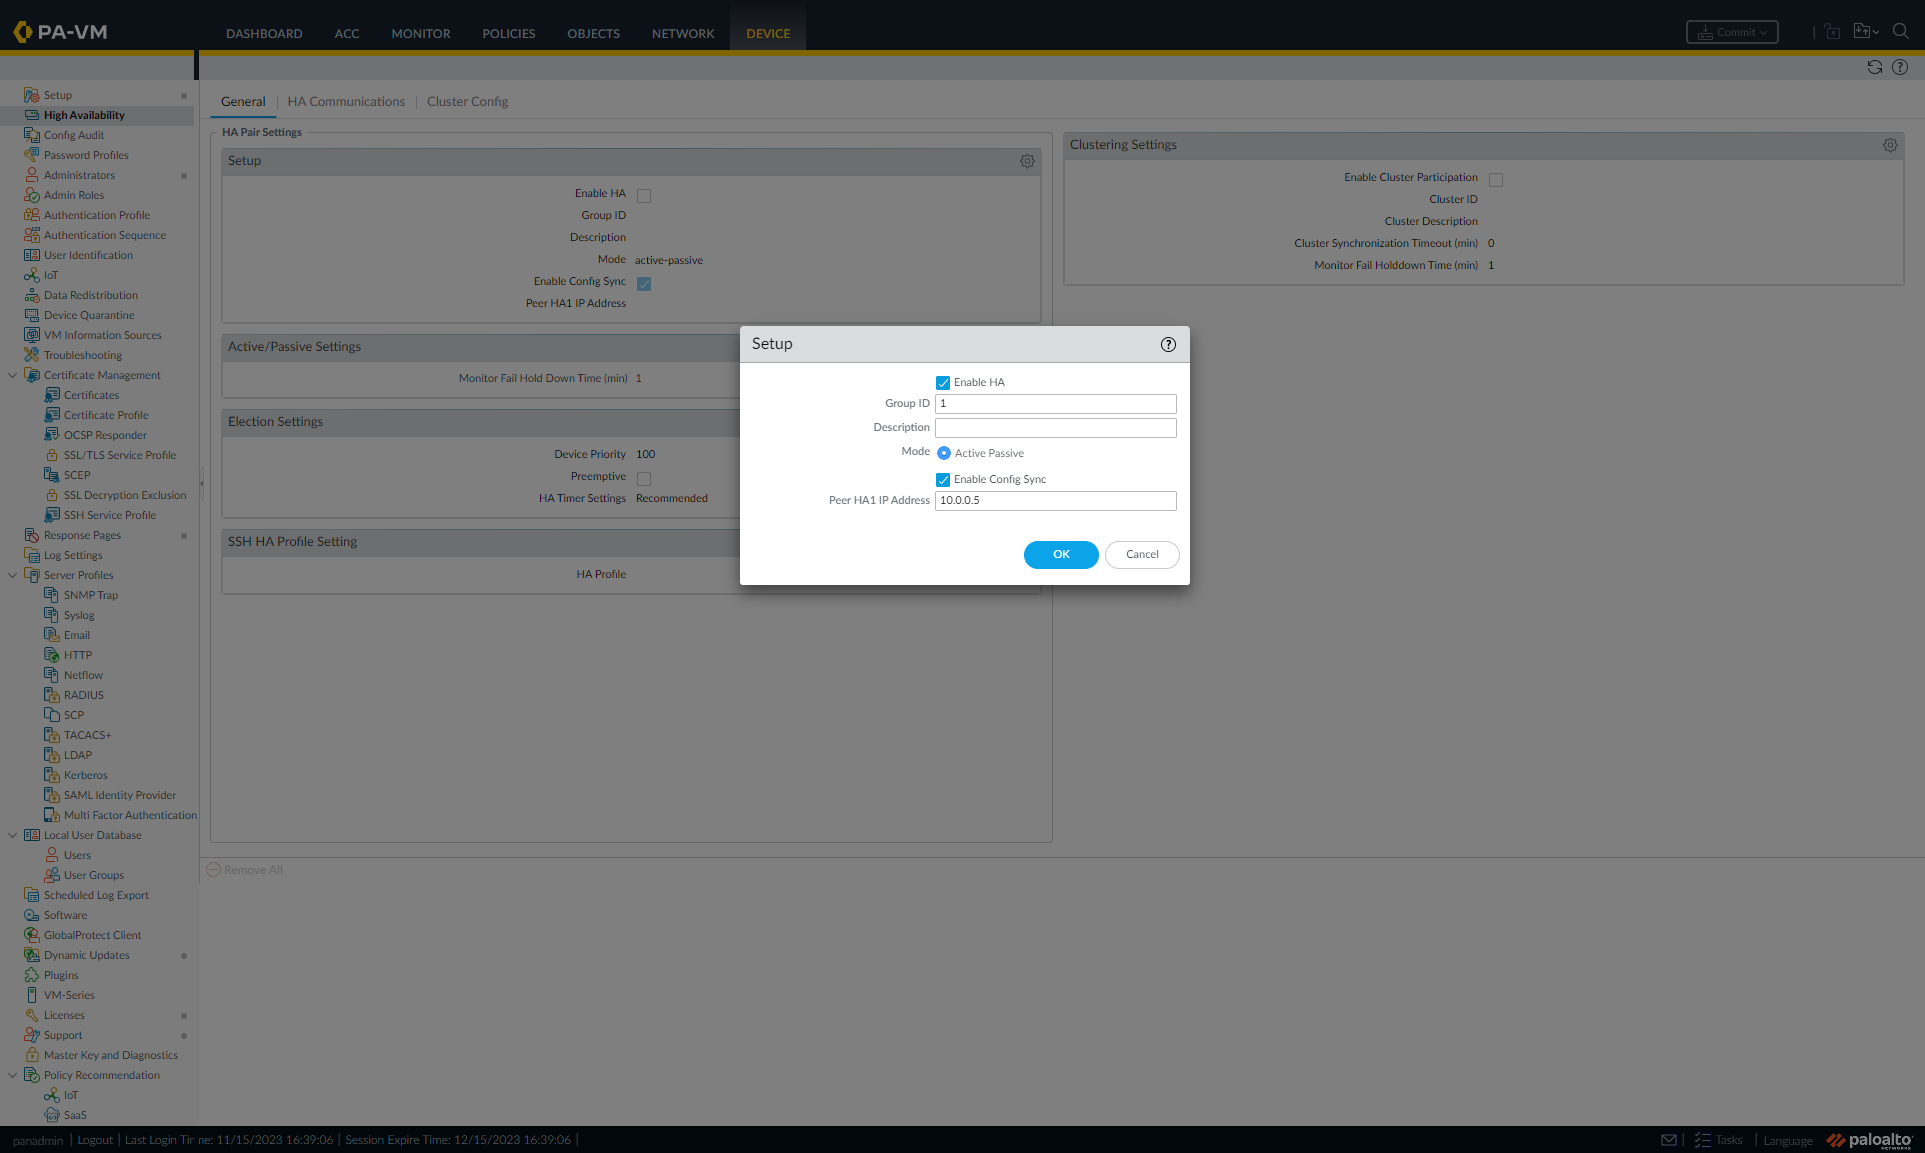 PA-VM
DASHBOARD ACC MONITOR POLICIES OBJECTS NETWORK DEVICE
Commit
Setup
High Availability
Config Audit
Password Profiles
Administrators
Admin Roles
Authentication Profile
Authentication Sequence
User Identification
IoT
Data Redistribution
Device Quarantine
VM Information Sources
Troubleshooting
Certificate Management
Certificates
Certificate Profile
OCSP Responder
SSL/TLS Service Profile
SCEP
SSL Decryption Exclusion
SSH Service Profile
Response Pages
Log Settings
Server Profiles
SNMP Trap
Syslog
Email
HTTP
Netflow
RADIUS
SCP
TACACS+
LDAP
Kerberos
SAML Identity Provider
Multi Factor Authentication
Local User Database
Users
User Groups
Scheduled Log Export
Software
GlobalProtect Client
Dynamic Updates
Plugins
VM-Series
Licenses
Support
Master Key and Diagnostics
Policy Recommendation
IoT
SaaS
General | HA Communications | Cluster Config
HA Pair Settings
Setup
Enable HA
Group ID
Description
Mode active-passive
Enable Config Sync
Peer HA1 IP Address
Active/Passive Settings
Monitor Fail Hold Down Time (min) 1
Election Settings
Device Priority 100
Preemptive
HA Timer Settings Recommended
SSH HA Profile Setting
HA Profile
Clustering Settings
Enable Cluster Participation
Cluster ID
Cluster Description
Cluster Synchronization Timeout (min) 0
Monitor Fail Holddown Time (min) 1
Setup
Enable HA
Group ID 1
Description
Mode Active Passive
Enable Config Sync
Peer HA1 IP Address 10.0.0.5
OK Cancel
Remove All
panadmin | Logout | Last Login Time: 11/15/2023 16:39:06 | Session Expire Time: 12/15/2023 16:39:06 |
Tasks | Language paloalto
NETWORKS